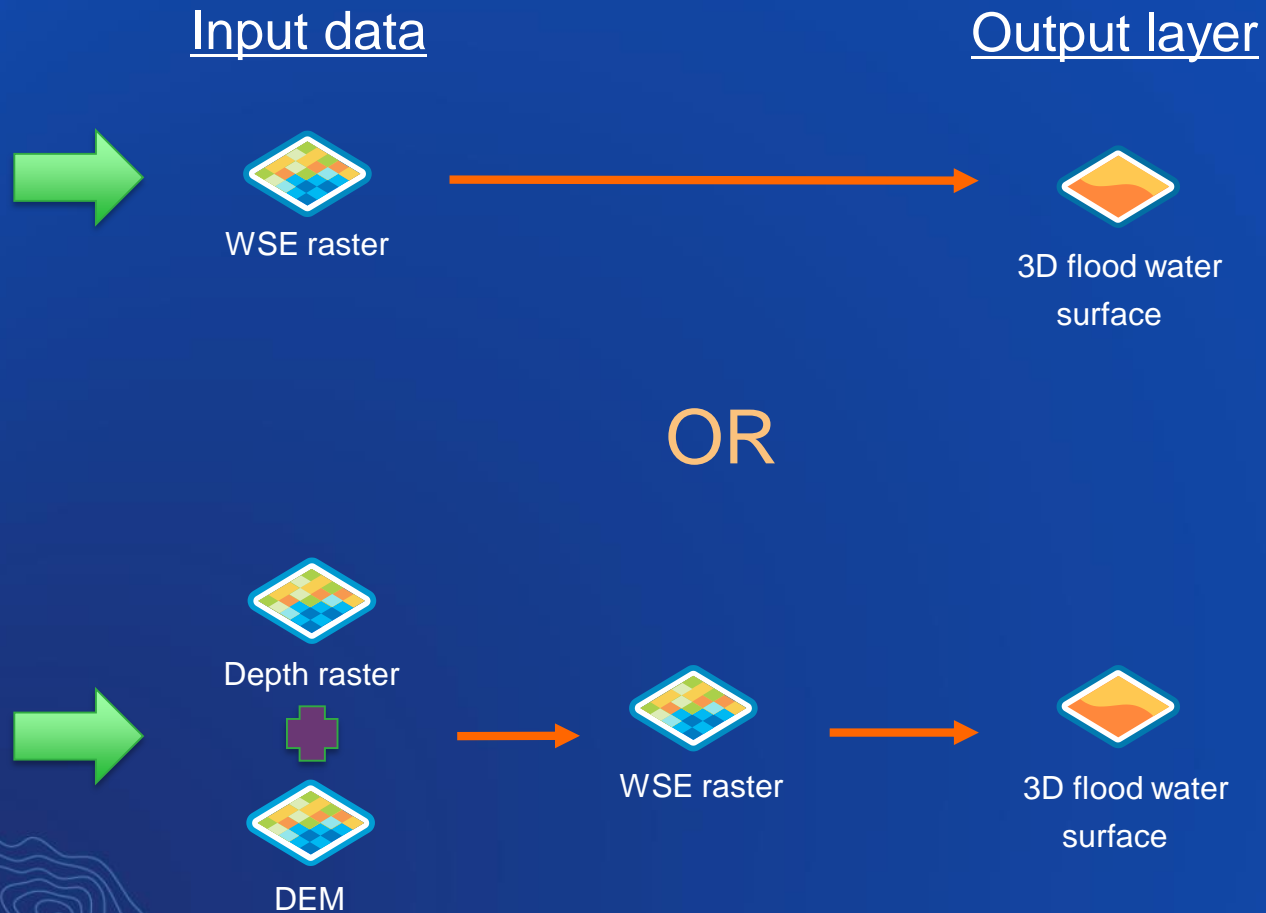 Input data
Output layer
WSE raster
3D flood water
surface
OR
Depth raster
WSE raster
3D flood water
surface
DEM